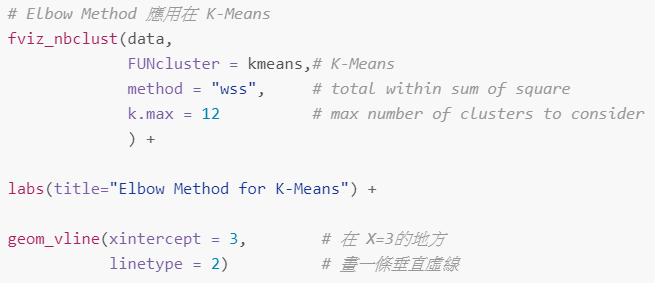 # Elbow Method 應用在 K-Means
fviz_nbclust(data,
FUNcluster = kmeans,# K-Means
method = "wss",     # total within sum of square
k.max = 12          # max number of clusters to consider
) +
labs(title="Elbow Method for K-Means") +
geom_vline(xintercept = 3,        # 在 X=3的地方
linetype = 2)          # 畫一條垂直虛線